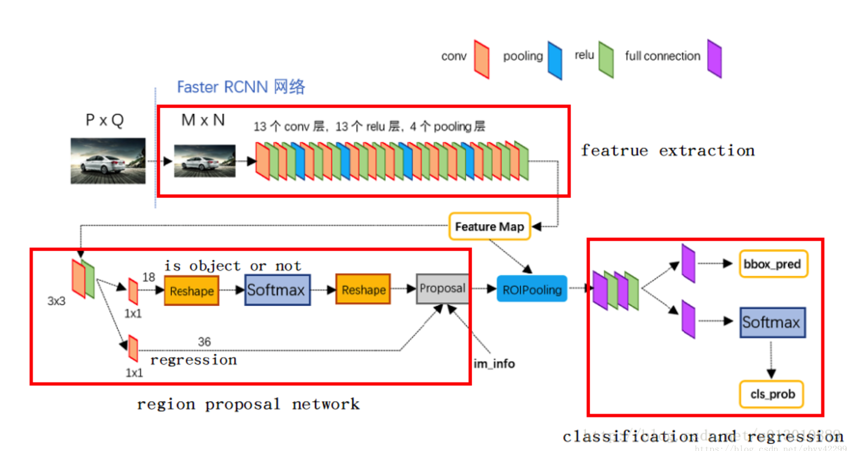 conv pooling relu full connection
Faster RCNN 网络
P x Q
M x N
13 个 conv 层, 13 个 relu 层, 4 个 pooling 层
featrue extraction
Feature Map
is object or not
18
3x3
1x1
Reshape
Softmax
Reshape
Proposal
ROIPooling
bbox_pred
36
regression
1x1
im_info
Softmax
cls_prob
region proposal network
classification and regression